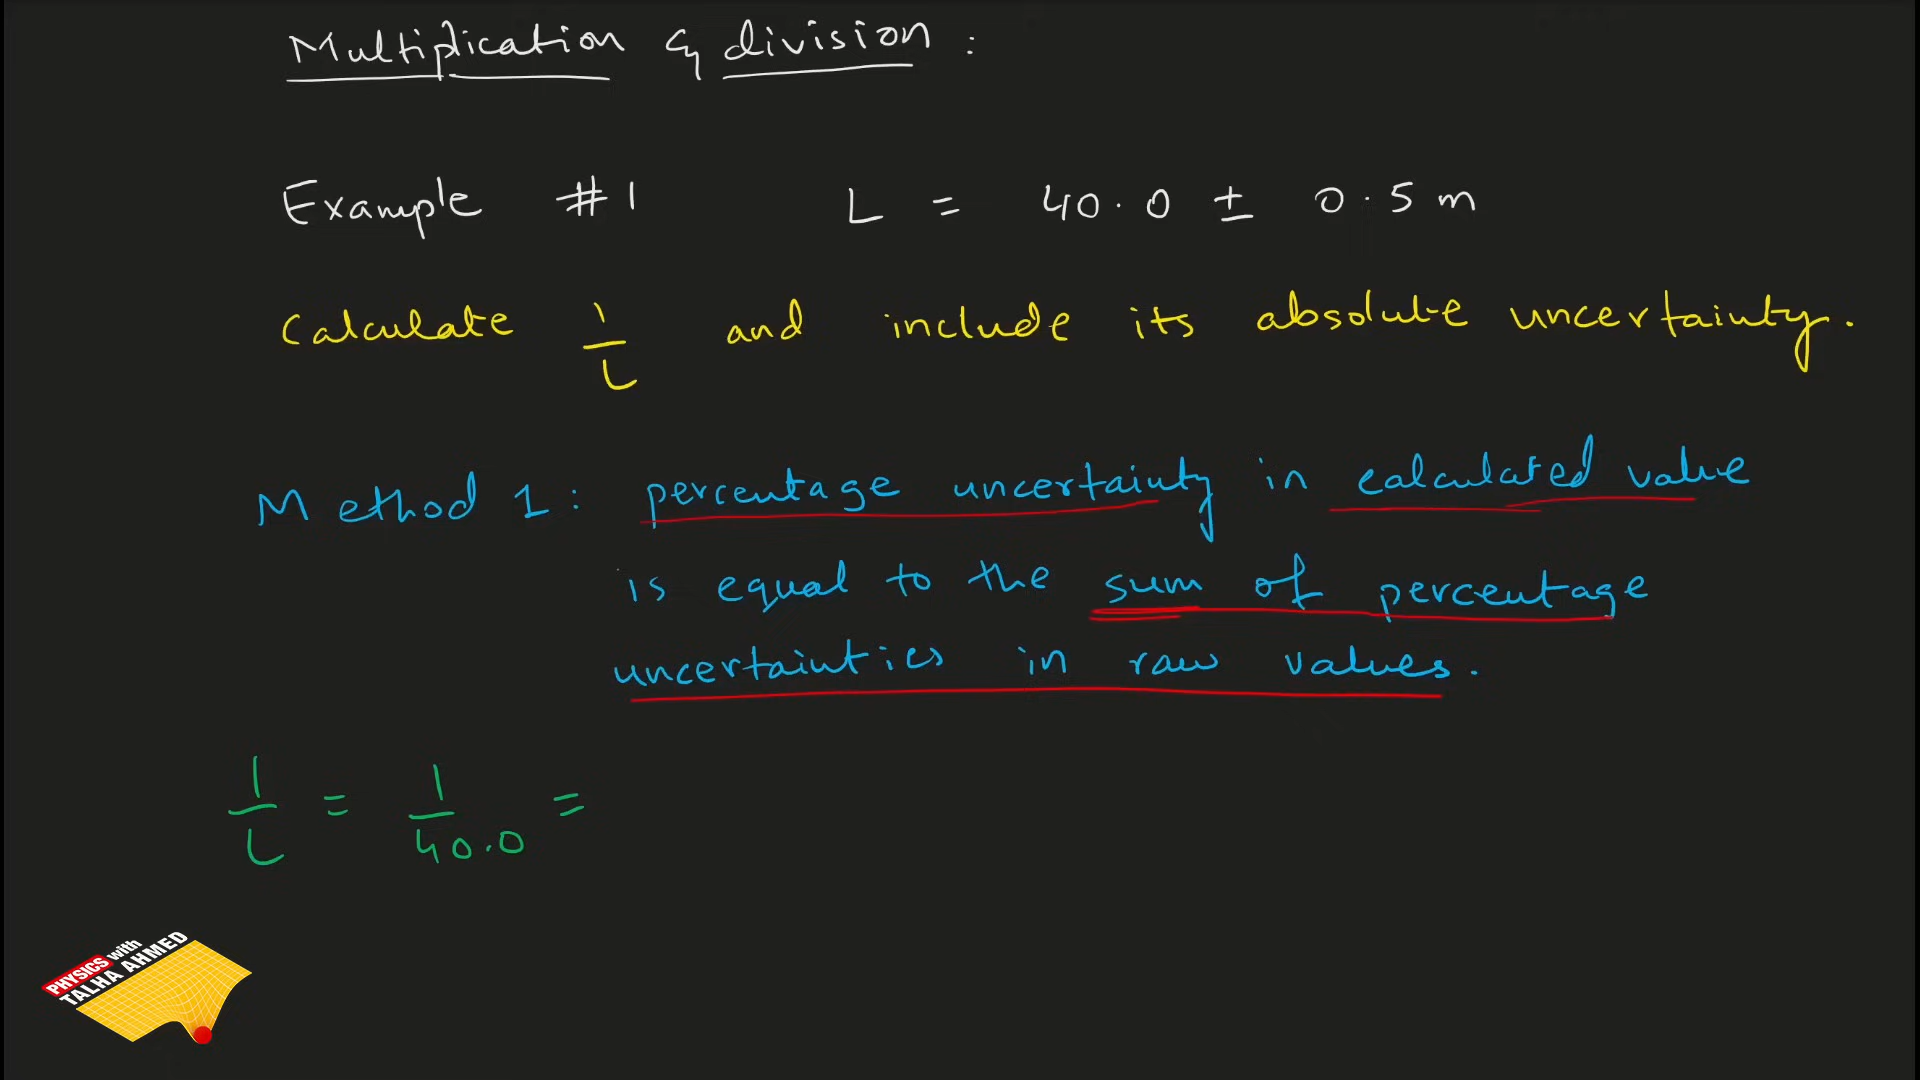 Multiplication & division :
Example #1 L = 40.0 ± 0.5 m
Calculate 1/L and include its absolute uncertainty.
Method 1: percentage uncertainty in calculated value
is equal to the sum of percentage
uncertainties in raw values.
1/L = 1/40.0 =
PHYSICS with
TALHA AHMED